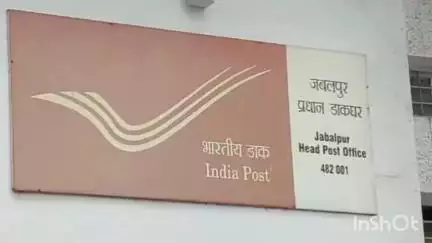 भारतीय डाक
India Post
जबलपुर
प्रधान डाकघर
Jabalpur
Head Post Office
482 001
InShOt